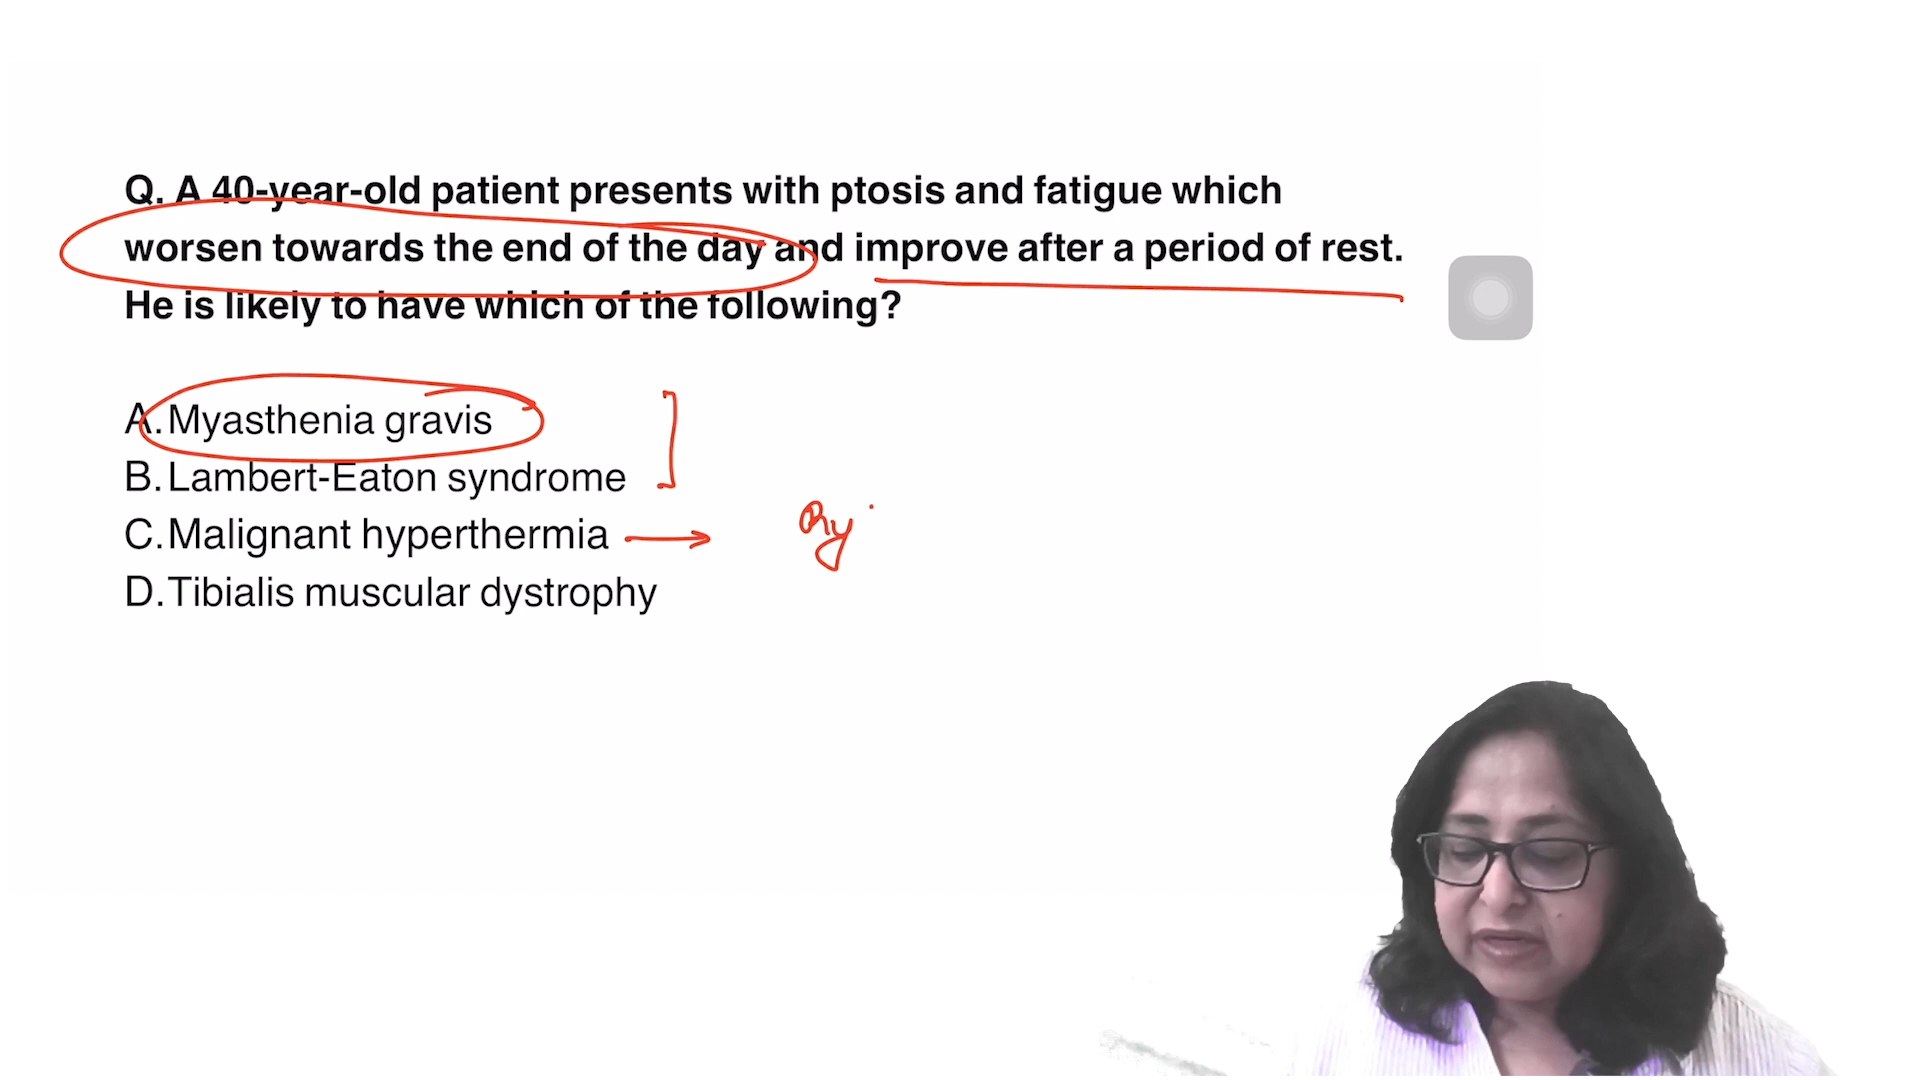 Q. A 40-year-old patient presents with ptosis and fatigue which
worsen towards the end of the day and improve after a period of rest.
He is likely to have which of the following?
A. Myasthenia gravis
B. Lambert-Eaton syndrome
C. Malignant hyperthermia
D. Tibialis muscular dystrophy